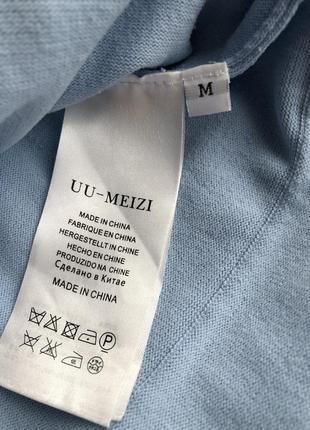 M
UU-MEIZI
MADE IN CHINA
FABRIQUE EN CHINA
HERGESTELLT IN CHINE
HECHO EN CHINE
PRODUZIDO NA CHINE
Сделано в Китае
MADE IN CHINA
P